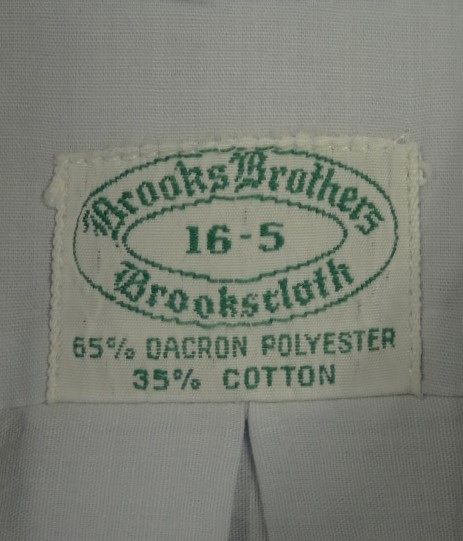 Brooks Brothers
16-5
Brookscloth
65% DACRON POLYESTER
35% COTTON